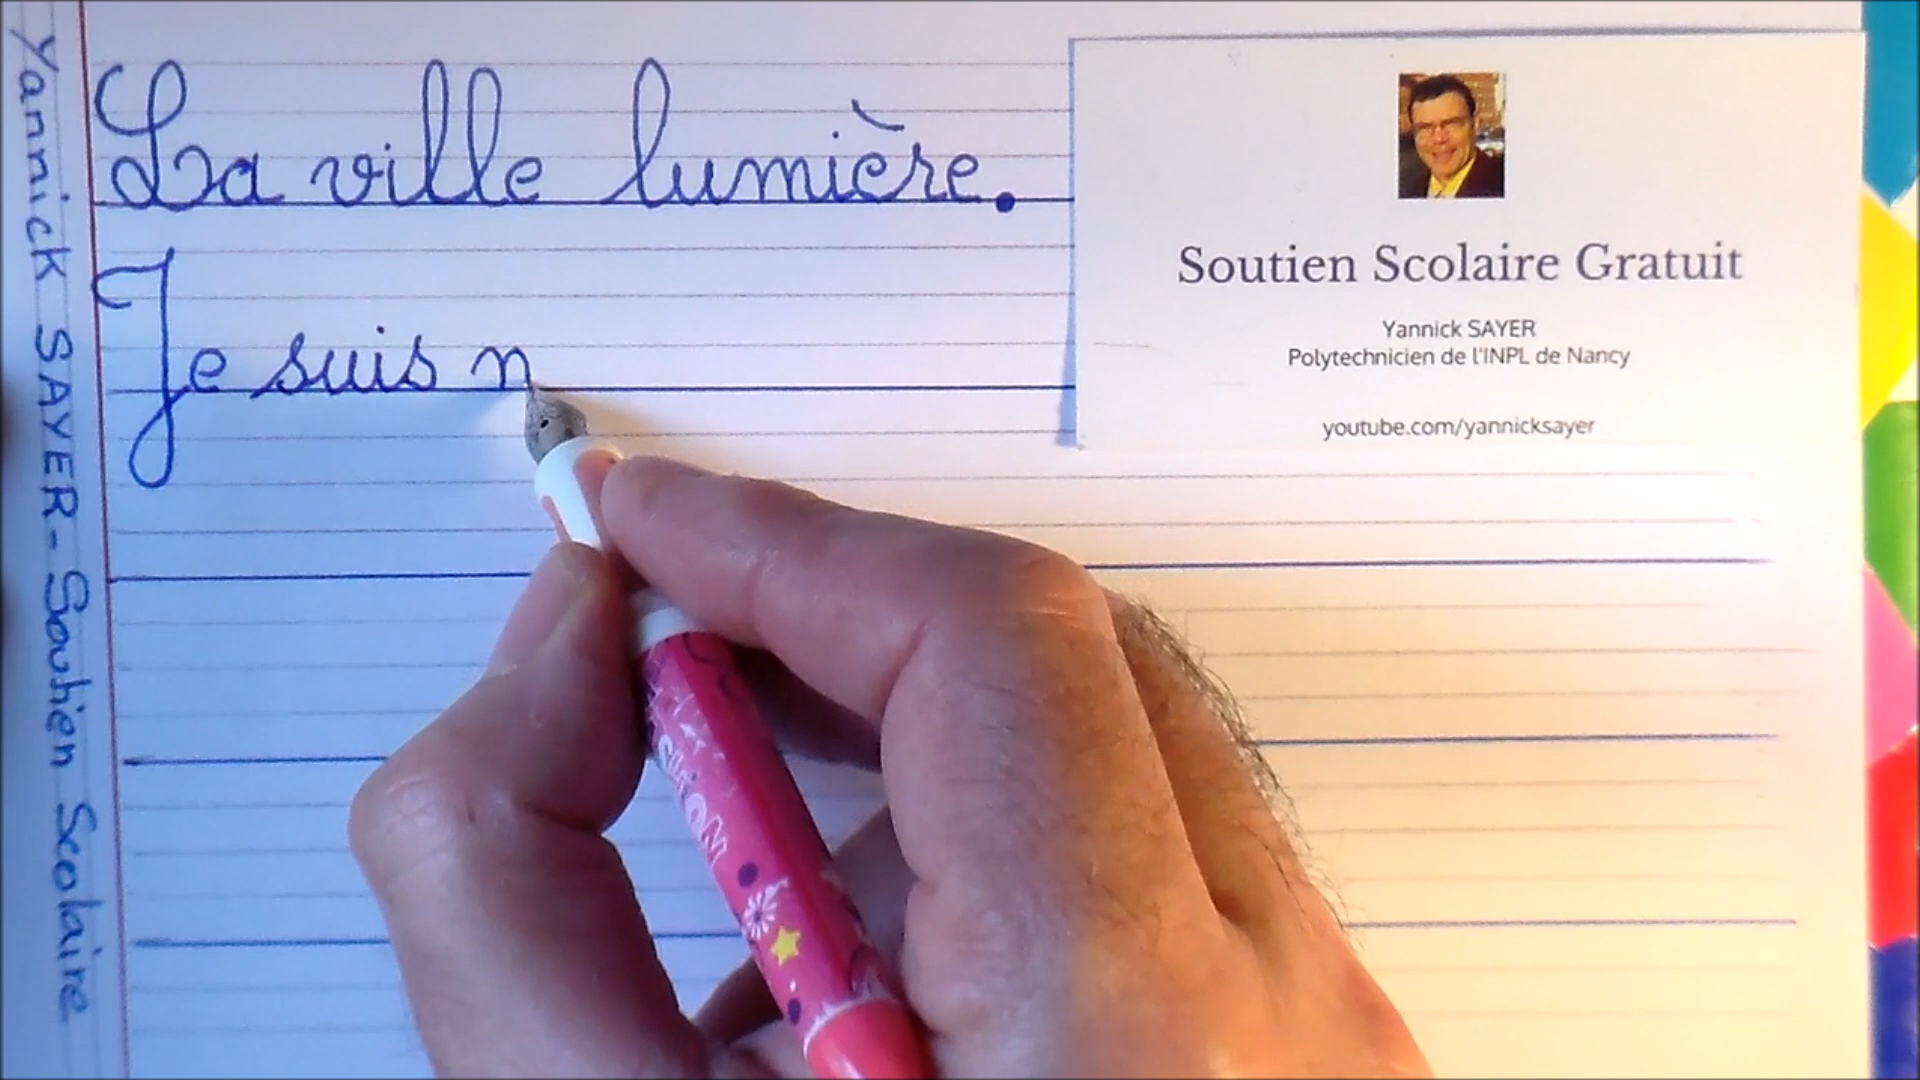 La ville lumière.
Je suis n
Yannick SAYER - Soutien Scolaire
Soutien Scolaire Gratuit
Yannick SAYER
Polytechnicien de l'INPL de Nancy
youtube.com/yannicksayer